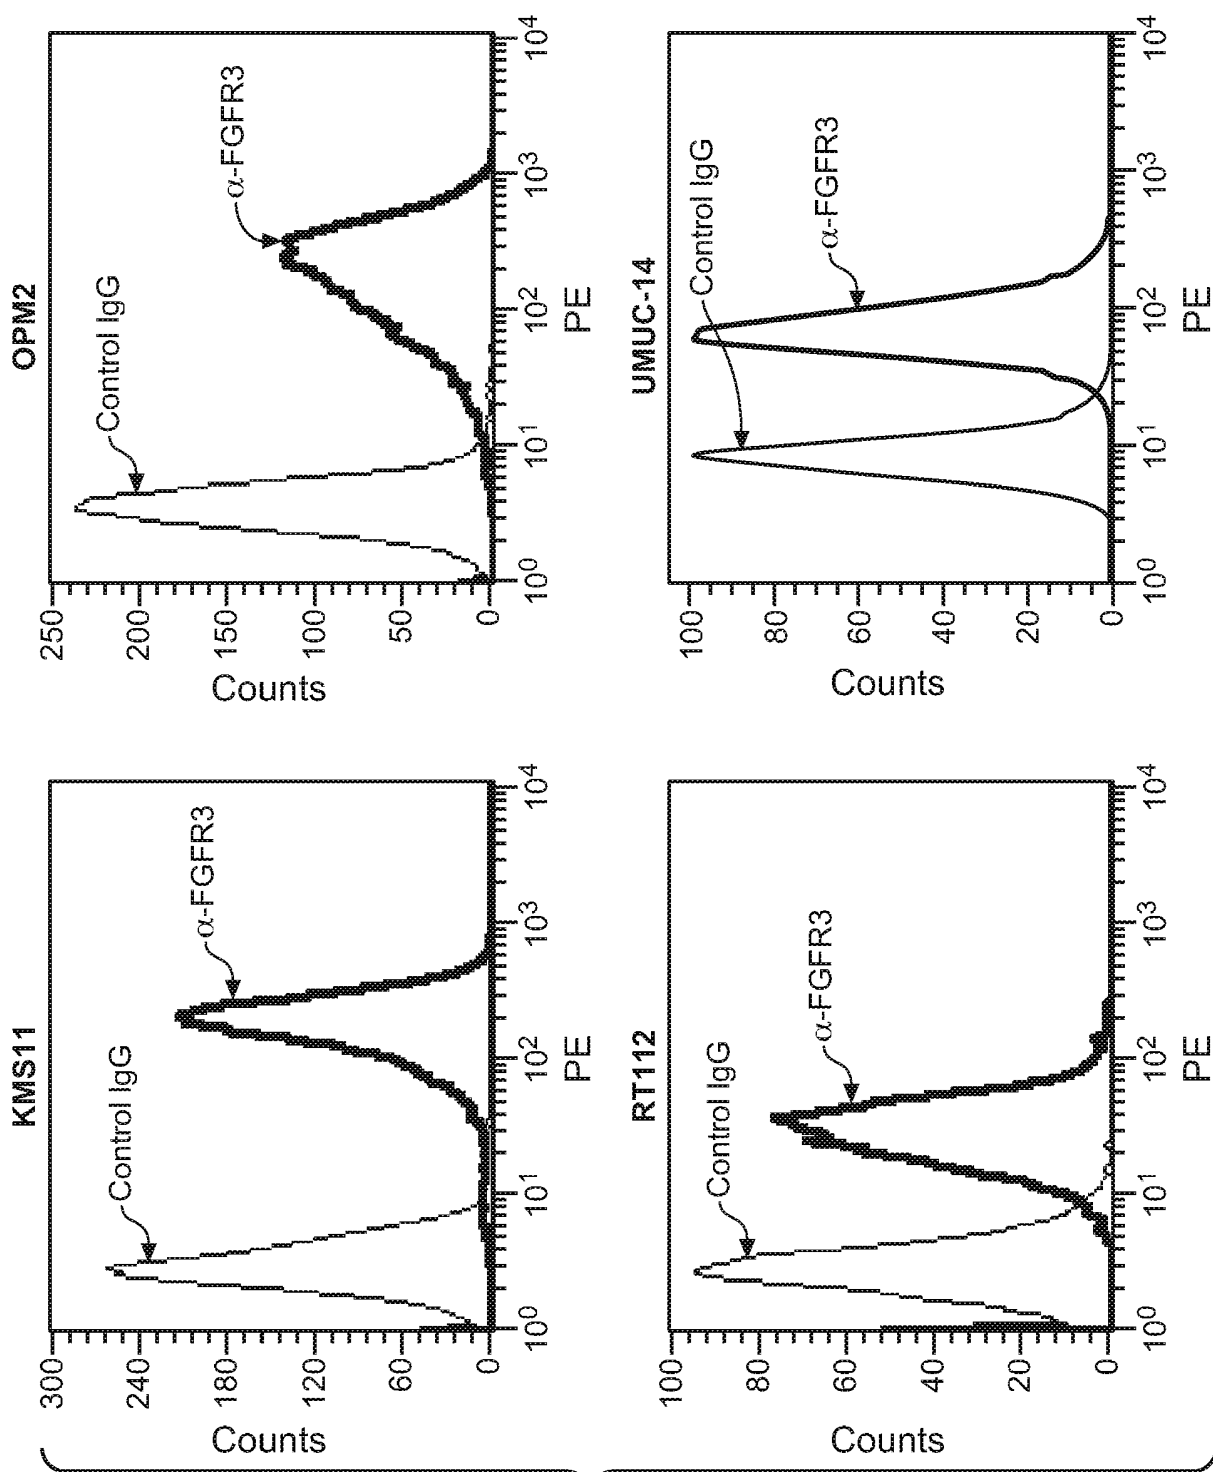 KMS11
Counts
300
240
180
120
60
0
Control IgG
α-FGFR3
10⁰ 10¹ 10² 10³ 10⁴
PE
OPM2
Counts
250
200
150
100
50
0
Control IgG
α-FGFR3
10⁰ 10¹ 10² 10³ 10⁴
PE
RT112
Counts
100
80
60
40
20
0
Control IgG
α-FGFR3
10⁰ 10¹ 10² 10³ 10⁴
PE
UMUC-14
Counts
100
80
60
40
20
0
Control IgG
α-FGFR3
10⁰ 10¹ 10² 10³ 10⁴
PE